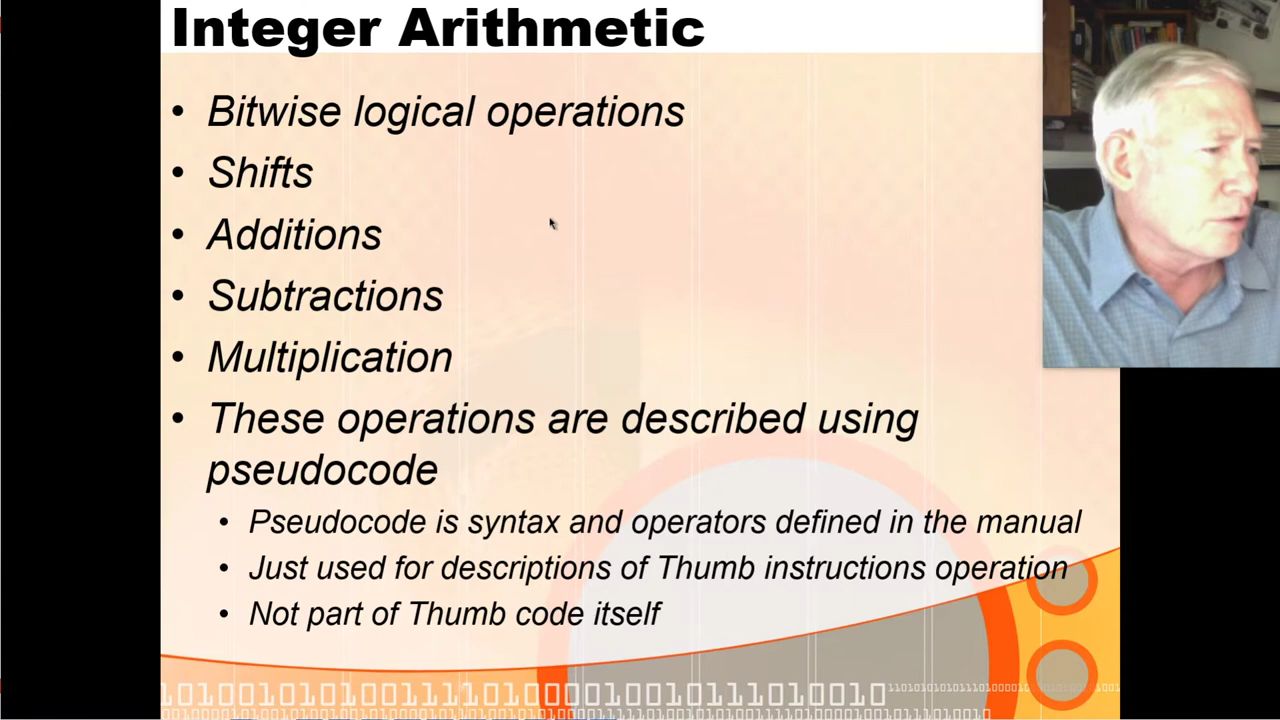 Integer Arithmetic
• Bitwise logical operations
• Shifts
• Additions
• Subtractions
• Multiplication
• These operations are described using
pseudocode
• Pseudocode is syntax and operators defined in the manual
• Just used for descriptions of Thumb instructions operation
• Not part of Thumb code itself